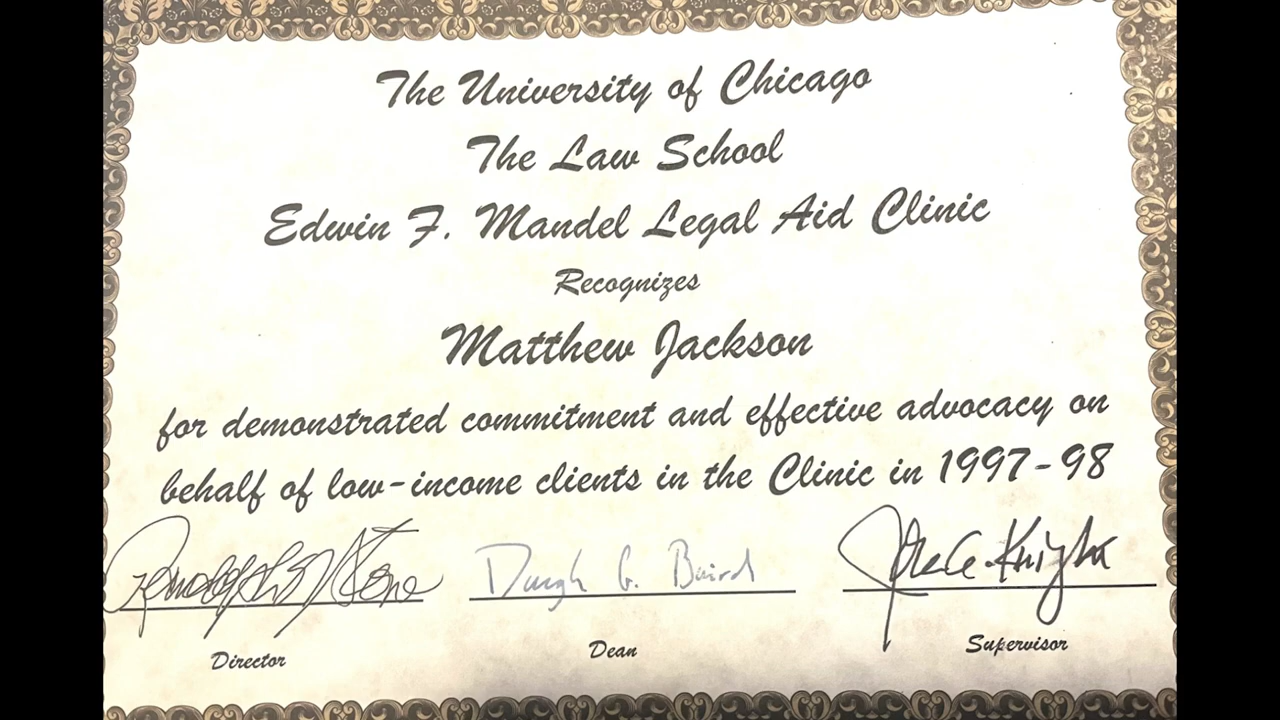 The University of Chicago
The Law School
Edwin F. Mandel Legal Aid Clinic
Recognizes
Matthew Jackson
for demonstrated commitment and effective advocacy on
behalf of low-income clients in the Clinic in 1997-98
G. Baird
Director
Dean
Supervisor